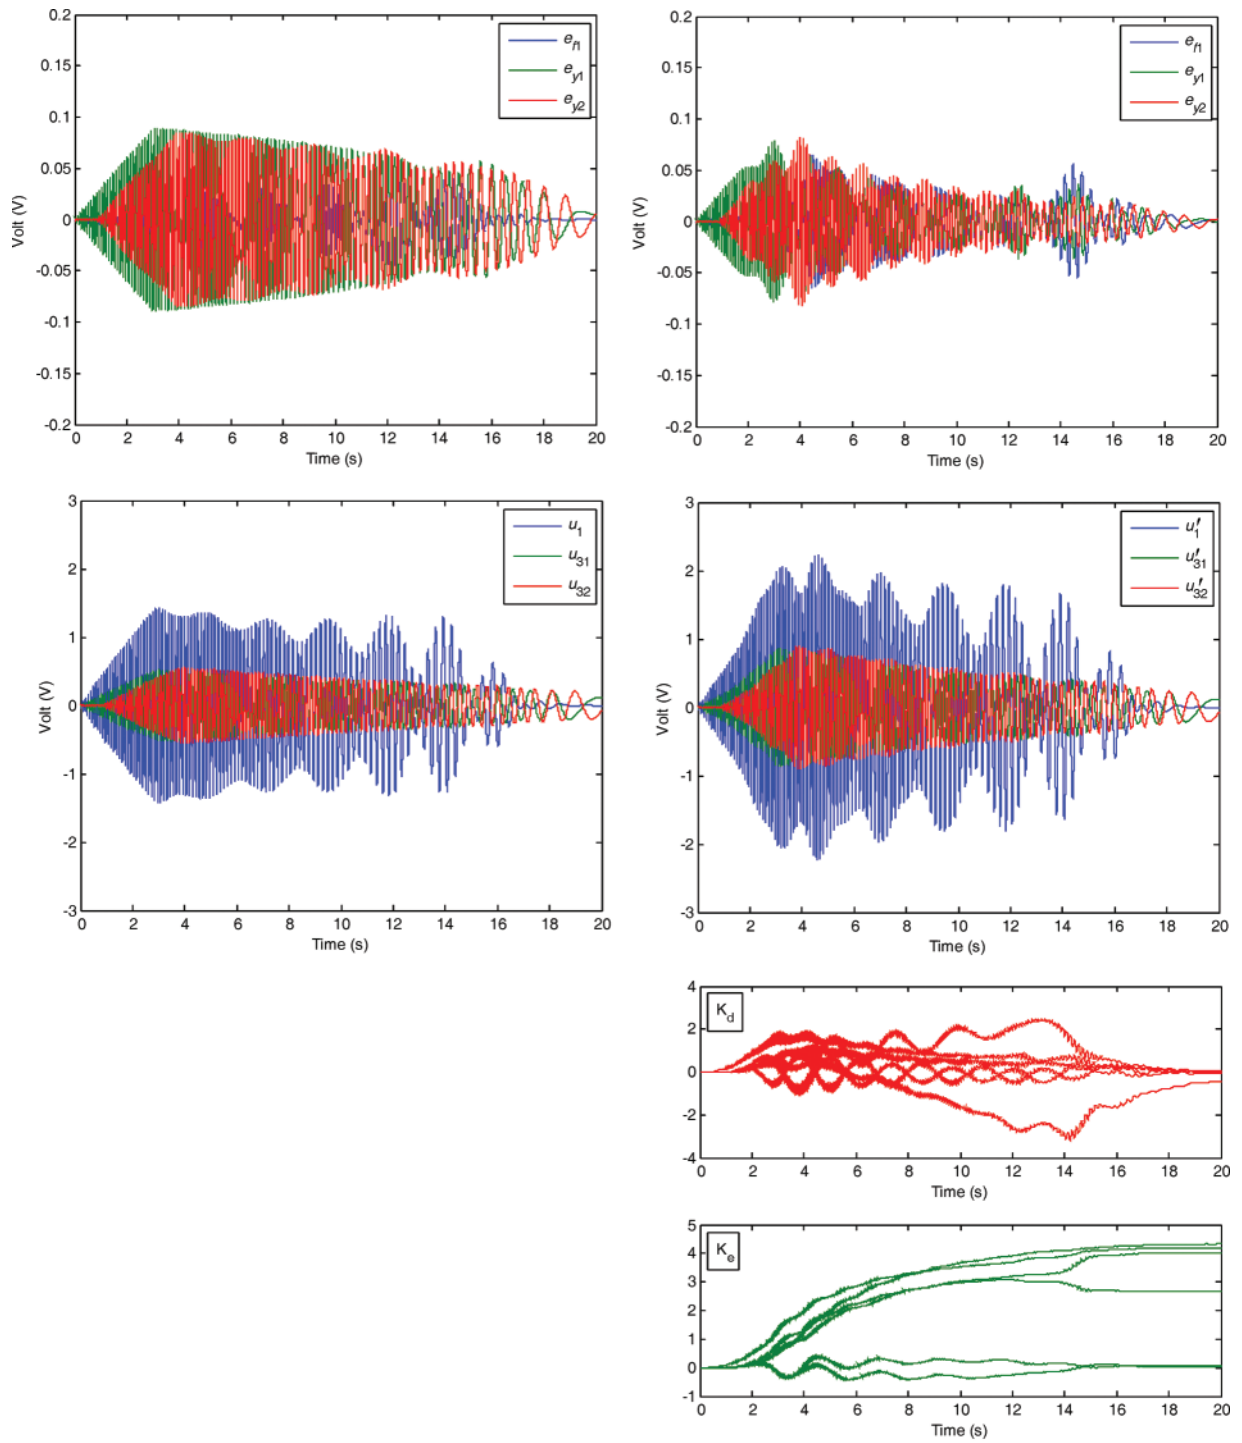 0.2
0.15
0.1
0.05
0
-0.05
-0.1
-0.15
-0.2
Volt (V)
e_f1
e_y1
e_y2
0 2 4 6 8 10 12 14 16 18 20
Time (s)
0.2
0.15
0.1
0.05
0
-0.05
-0.1
-0.15
-0.2
Volt (V)
e_f1
e_y1
e_y2
0 2 4 6 8 10 12 14 16 18 20
Time (s)
3
2
1
0
-1
-2
-3
Volt (V)
u_1
u_31
u_32
0 2 4 6 8 10 12 14 16 18 20
Time (s)
3
2
1
0
-1
-2
-3
Volt (V)
u'_1
u'_31
u'_32
0 2 4 6 8 10 12 14 16 18 20
Time (s)
4
2
0
-2
-4
K_d
0 2 4 6 8 10 12 14 16 18 20
Time (s)
5
4
3
2
1
0
-1
K_e
0 2 4 6 8 10 12 14 16 18 20
Time (s)